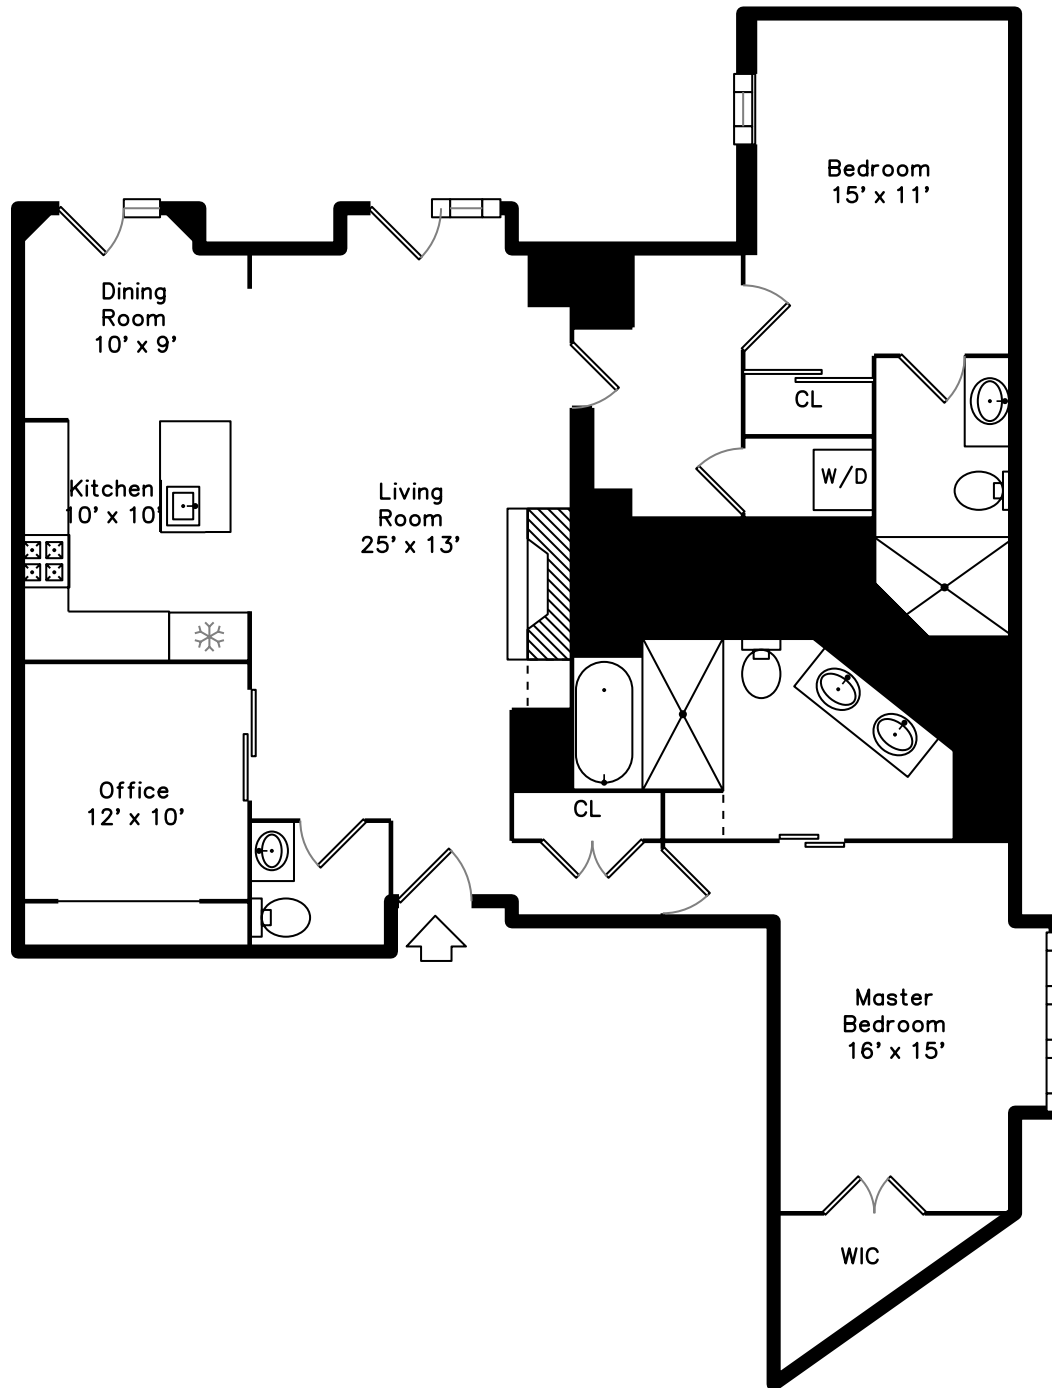 Bedroom
15' x 11'
Dining
Room
10' x 9'
CL
W/D
Kitchen
10' x 10'
Living
Room
25' x 13'
Office
12' x 10'
CL
Master
Bedroom
16' x 15'
WIC